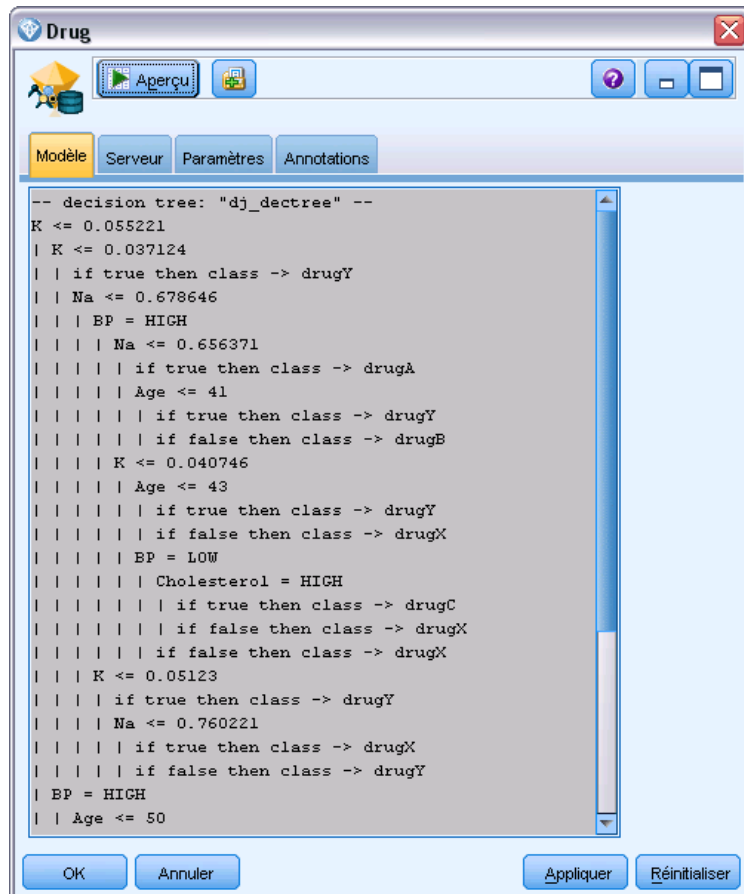 Drug
Aperçu
Modèle Serveur Paramètres Annotations
-- decision tree: "dj_dectree" --
K <= 0.055221
| K <= 0.037124
| | if true then class -> drugY
| | Na <= 0.678646
| | | BP = HIGH
| | | | Na <= 0.656371
| | | | | if true then class -> drugA
| | | | | Age <= 41
| | | | | | if true then class -> drugY
| | | | | | if false then class -> drugB
| | | | K <= 0.040746
| | | | | Age <= 43
| | | | | | if true then class -> drugY
| | | | | | if false then class -> drugX
| | | | | BP = LOW
| | | | | | Cholesterol = HIGH
| | | | | | | if true then class -> drugC
| | | | | | | if false then class -> drugX
| | | | | | if false then class -> drugX
| | | K <= 0.05123
| | | | if true then class -> drugY
| | | | Na <= 0.760221
| | | | | if true then class -> drugX
| | | | | if false then class -> drugY
| BP = HIGH
| | Age <= 50
OK Annuler Appliquer Réinitialiser